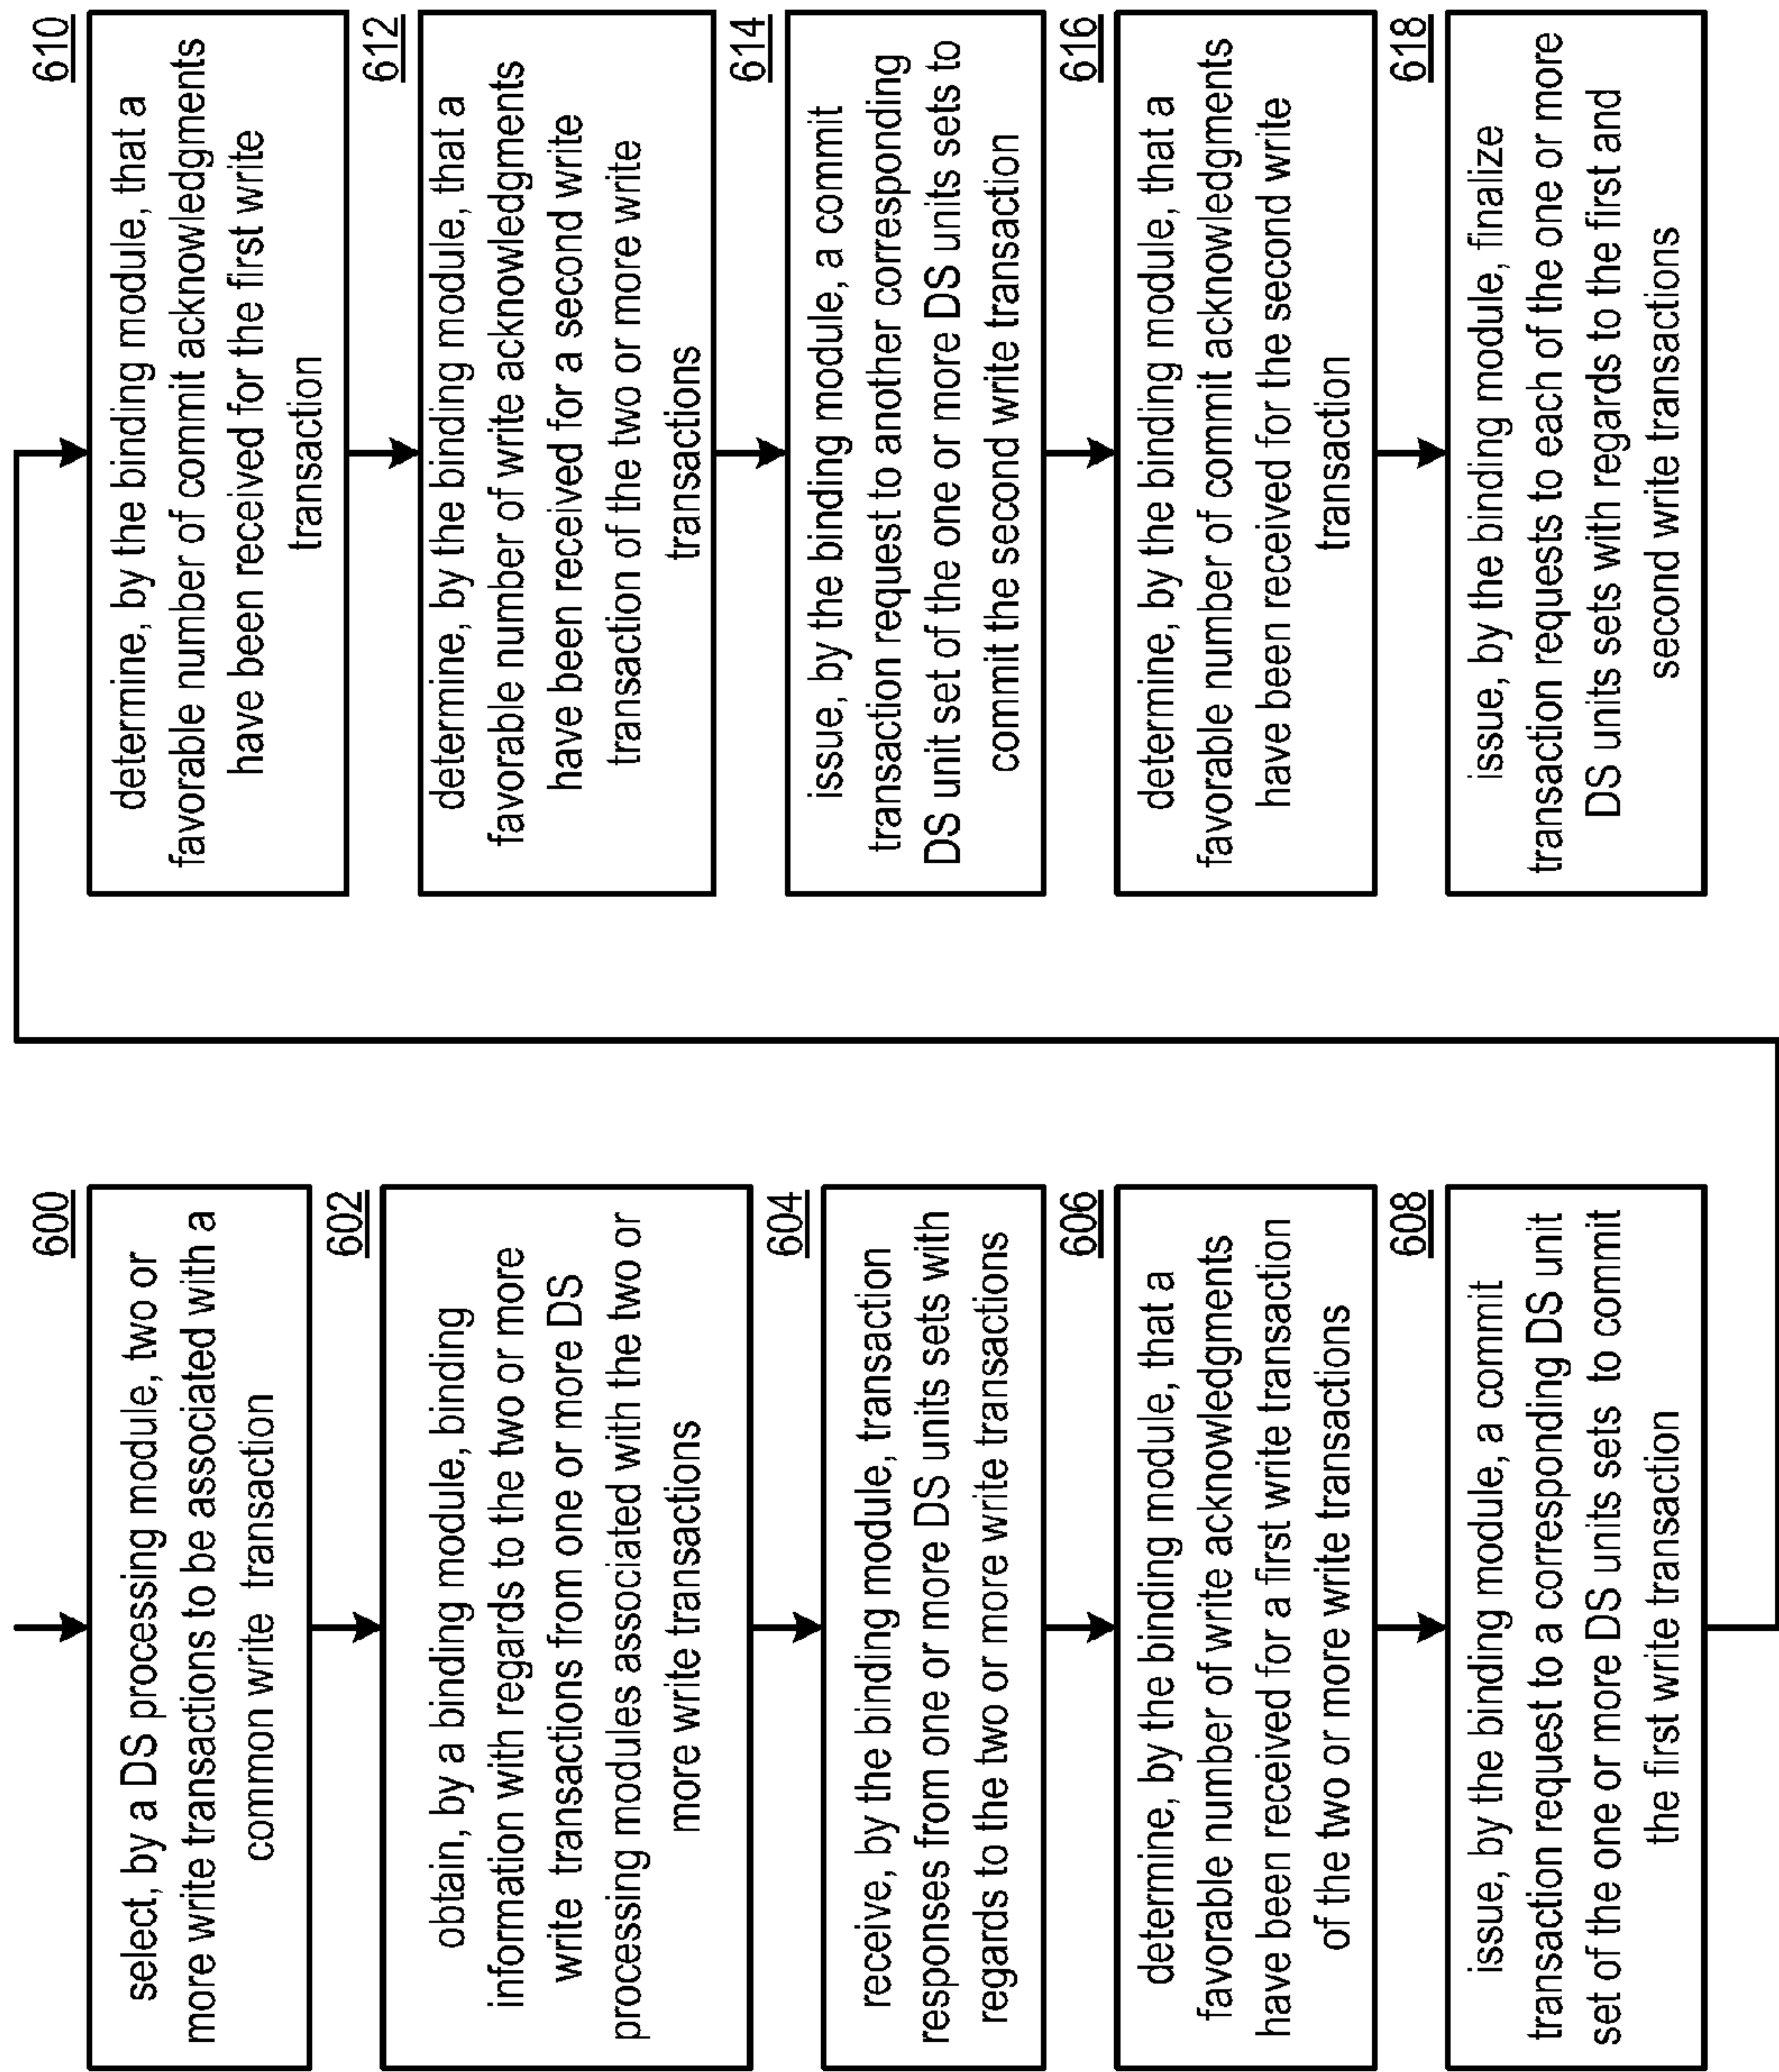 600
select, by a DS processing module, two or
more write transactions to be associated with a
common write transaction
602
obtain, by a binding module, binding
information with regards to the two or more
write transactions from one or more DS
processing modules associated with the two or
more write transactions
604
receive, by the binding module, transaction
responses from one or more DS units sets with
regards to the two or more write transactions
606
determine, by the binding module, that a
favorable number of write acknowledgments
have been received for a first write transaction
of the two or more write transactions
608
issue, by the binding module, a commit
transaction request to a corresponding DS unit
set of the one or more DS units sets to commit
the first write transaction
610
determine, by the binding module, that a
favorable number of commit acknowledgments
have been received for the first write
transaction
612
determine, by the binding module, that a
favorable number of write acknowledgments
have been received for a second write
transaction of the two or more write
transactions
614
issue, by the binding module, a commit
transaction request to another corresponding
DS unit set of the one or more DS units sets to
commit the second write transaction
616
determine, by the binding module, that a
favorable number of commit acknowledgments
have been received for the second write
transaction
618
issue, by the binding module, finalize
transaction requests to each of the one or more
DS units sets with regards to the first and
second write transactions